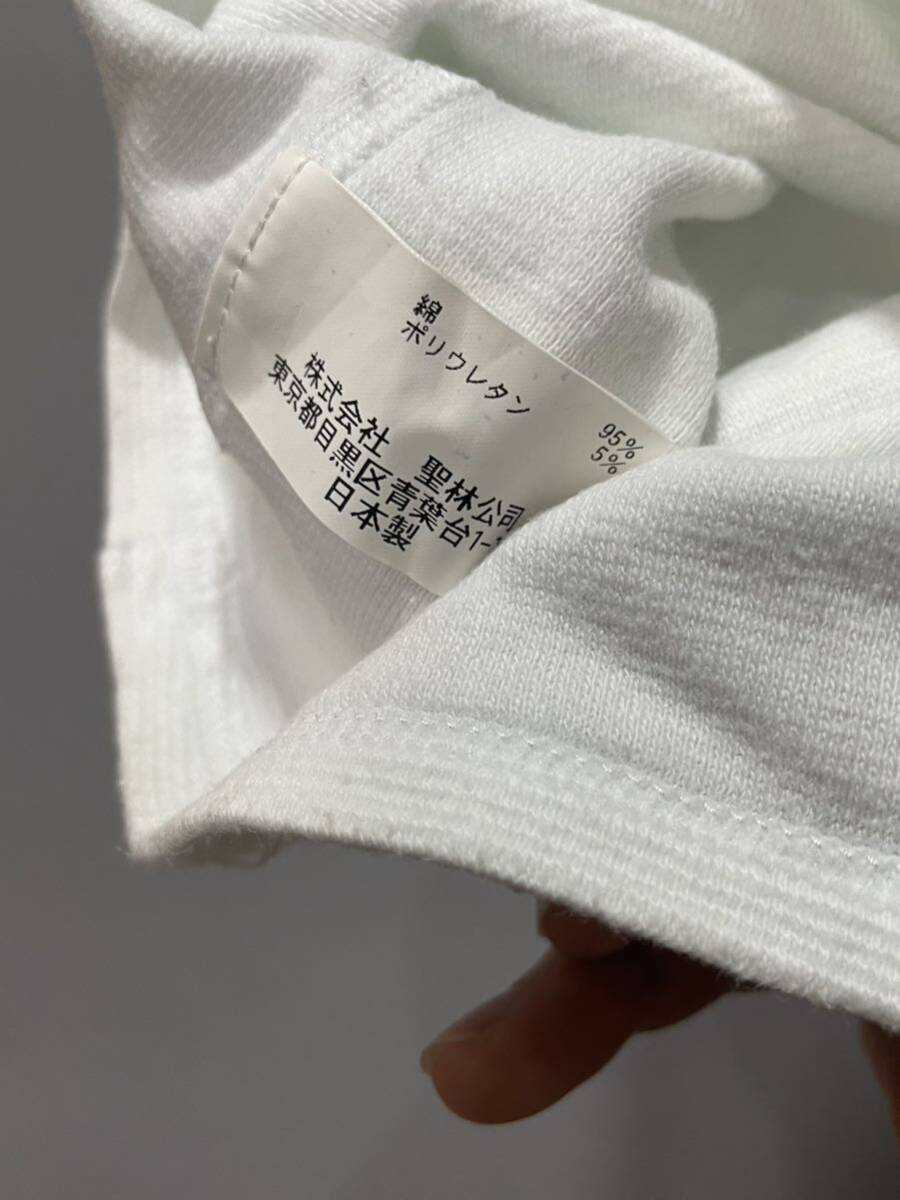 綿 95%
ポリウレタン 5%
株式会社 聖林公司
東京都目黒区青葉台1-
日本製